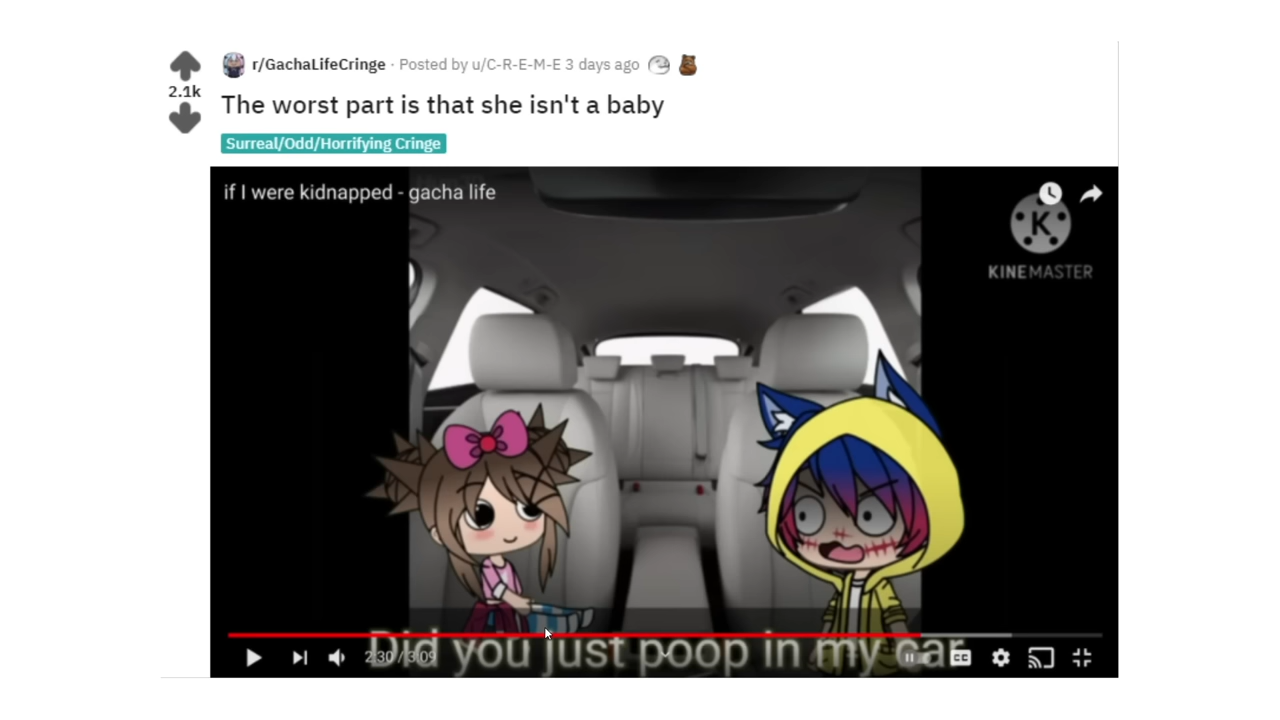 r/GachaLifeCringe · Posted by u/C-R-E-M-E 3 days ago
2.1k
The worst part is that she isn't a baby
Surreal/Odd/Horrifying Cringe
if I were kidnapped - gacha life
K
KINEMASTER
Did you just poop in my car
2:30 / 3:09
CC